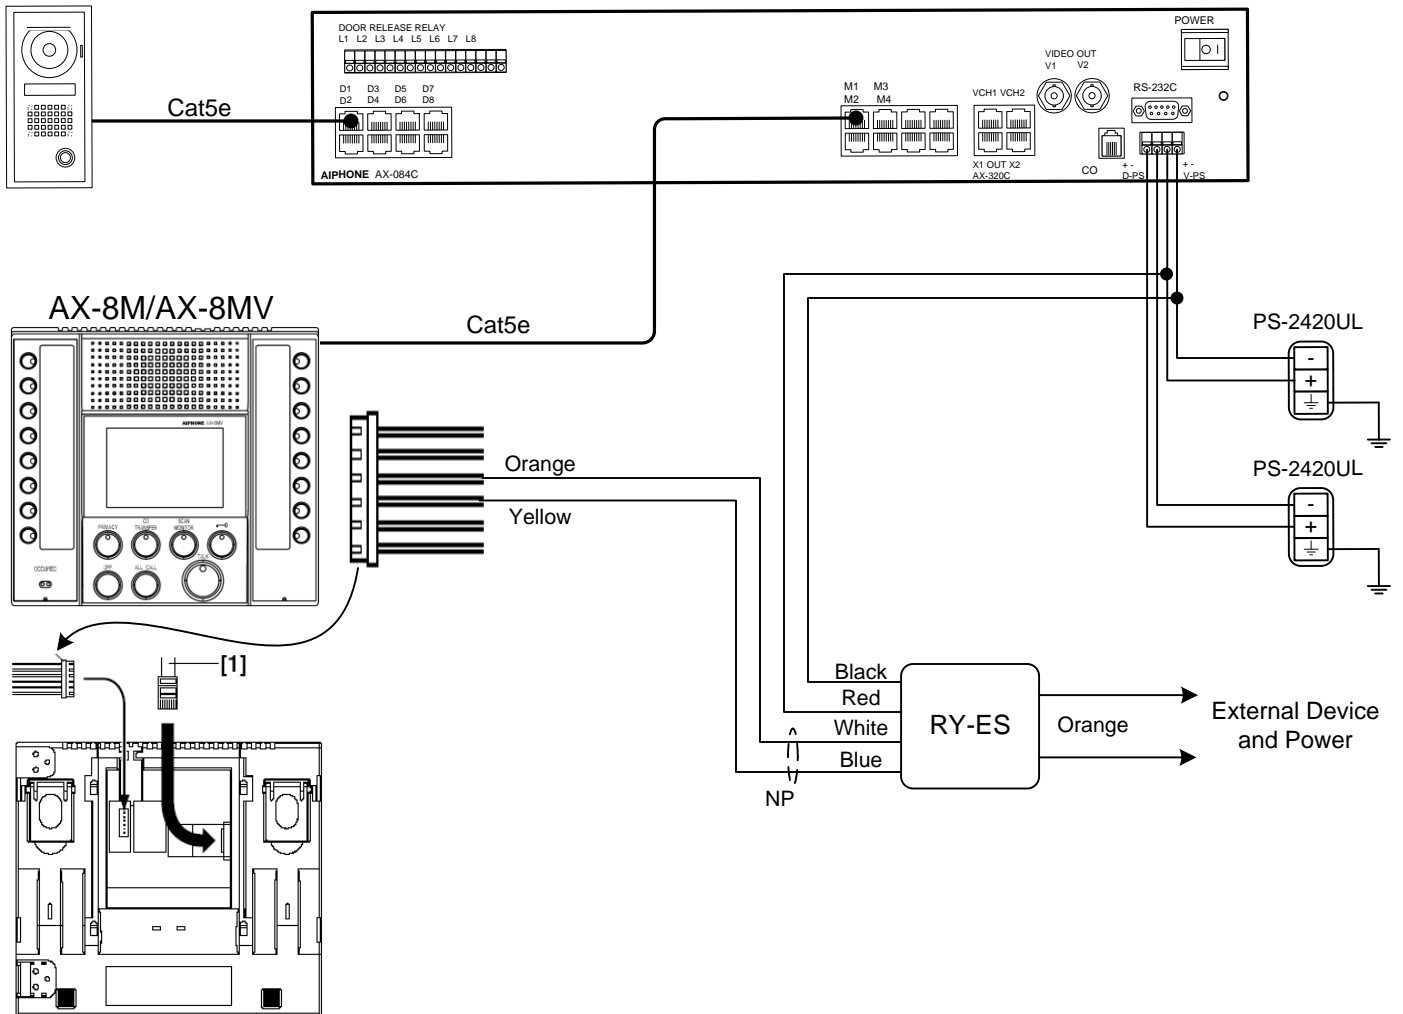 POWER
DOOR RELEASE RELAY
L1 L2 L3 L4 L5 L6 L7 L8
VIDEO OUT
V1 V2
D1 D3 D5 D7
D2 D4 D6 D8
M1 M3
M2 M4
VCH1 VCH2
RS-232C
Cat5e
X1 OUT X2
AX-320C
CO
+ -
D-PS
+ -
V-PS
AIPHONE AX-084C
AX-8M/AX-8MV
Cat5e
PS-2420UL
-
+
AIPHONE AX-8MV
Orange
Yellow
PS-2420UL
-
+
PRIVACY
CO
TRANSFER
SCAN
MONITOR
TALK
OCCUPIED
OFF
ALL CALL
[1]
Black
Red
White
Blue
NP
RY-ES
Orange
External Device
and Power